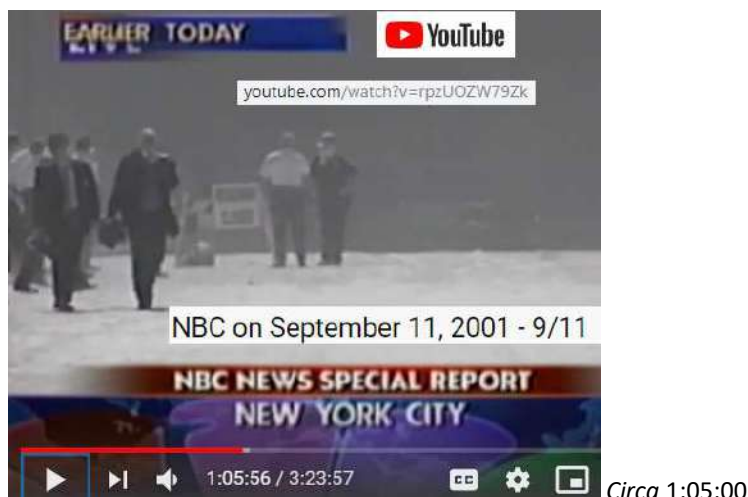 EARLIER TODAY
YouTube
youtube.com/watch?v=rpzUOZW79Zk
NBC on September 11, 2001 - 9/11
NBC NEWS SPECIAL REPORT
NEW YORK CITY
1:05:56 / 3:23:57
CC
Circa 1:05:00